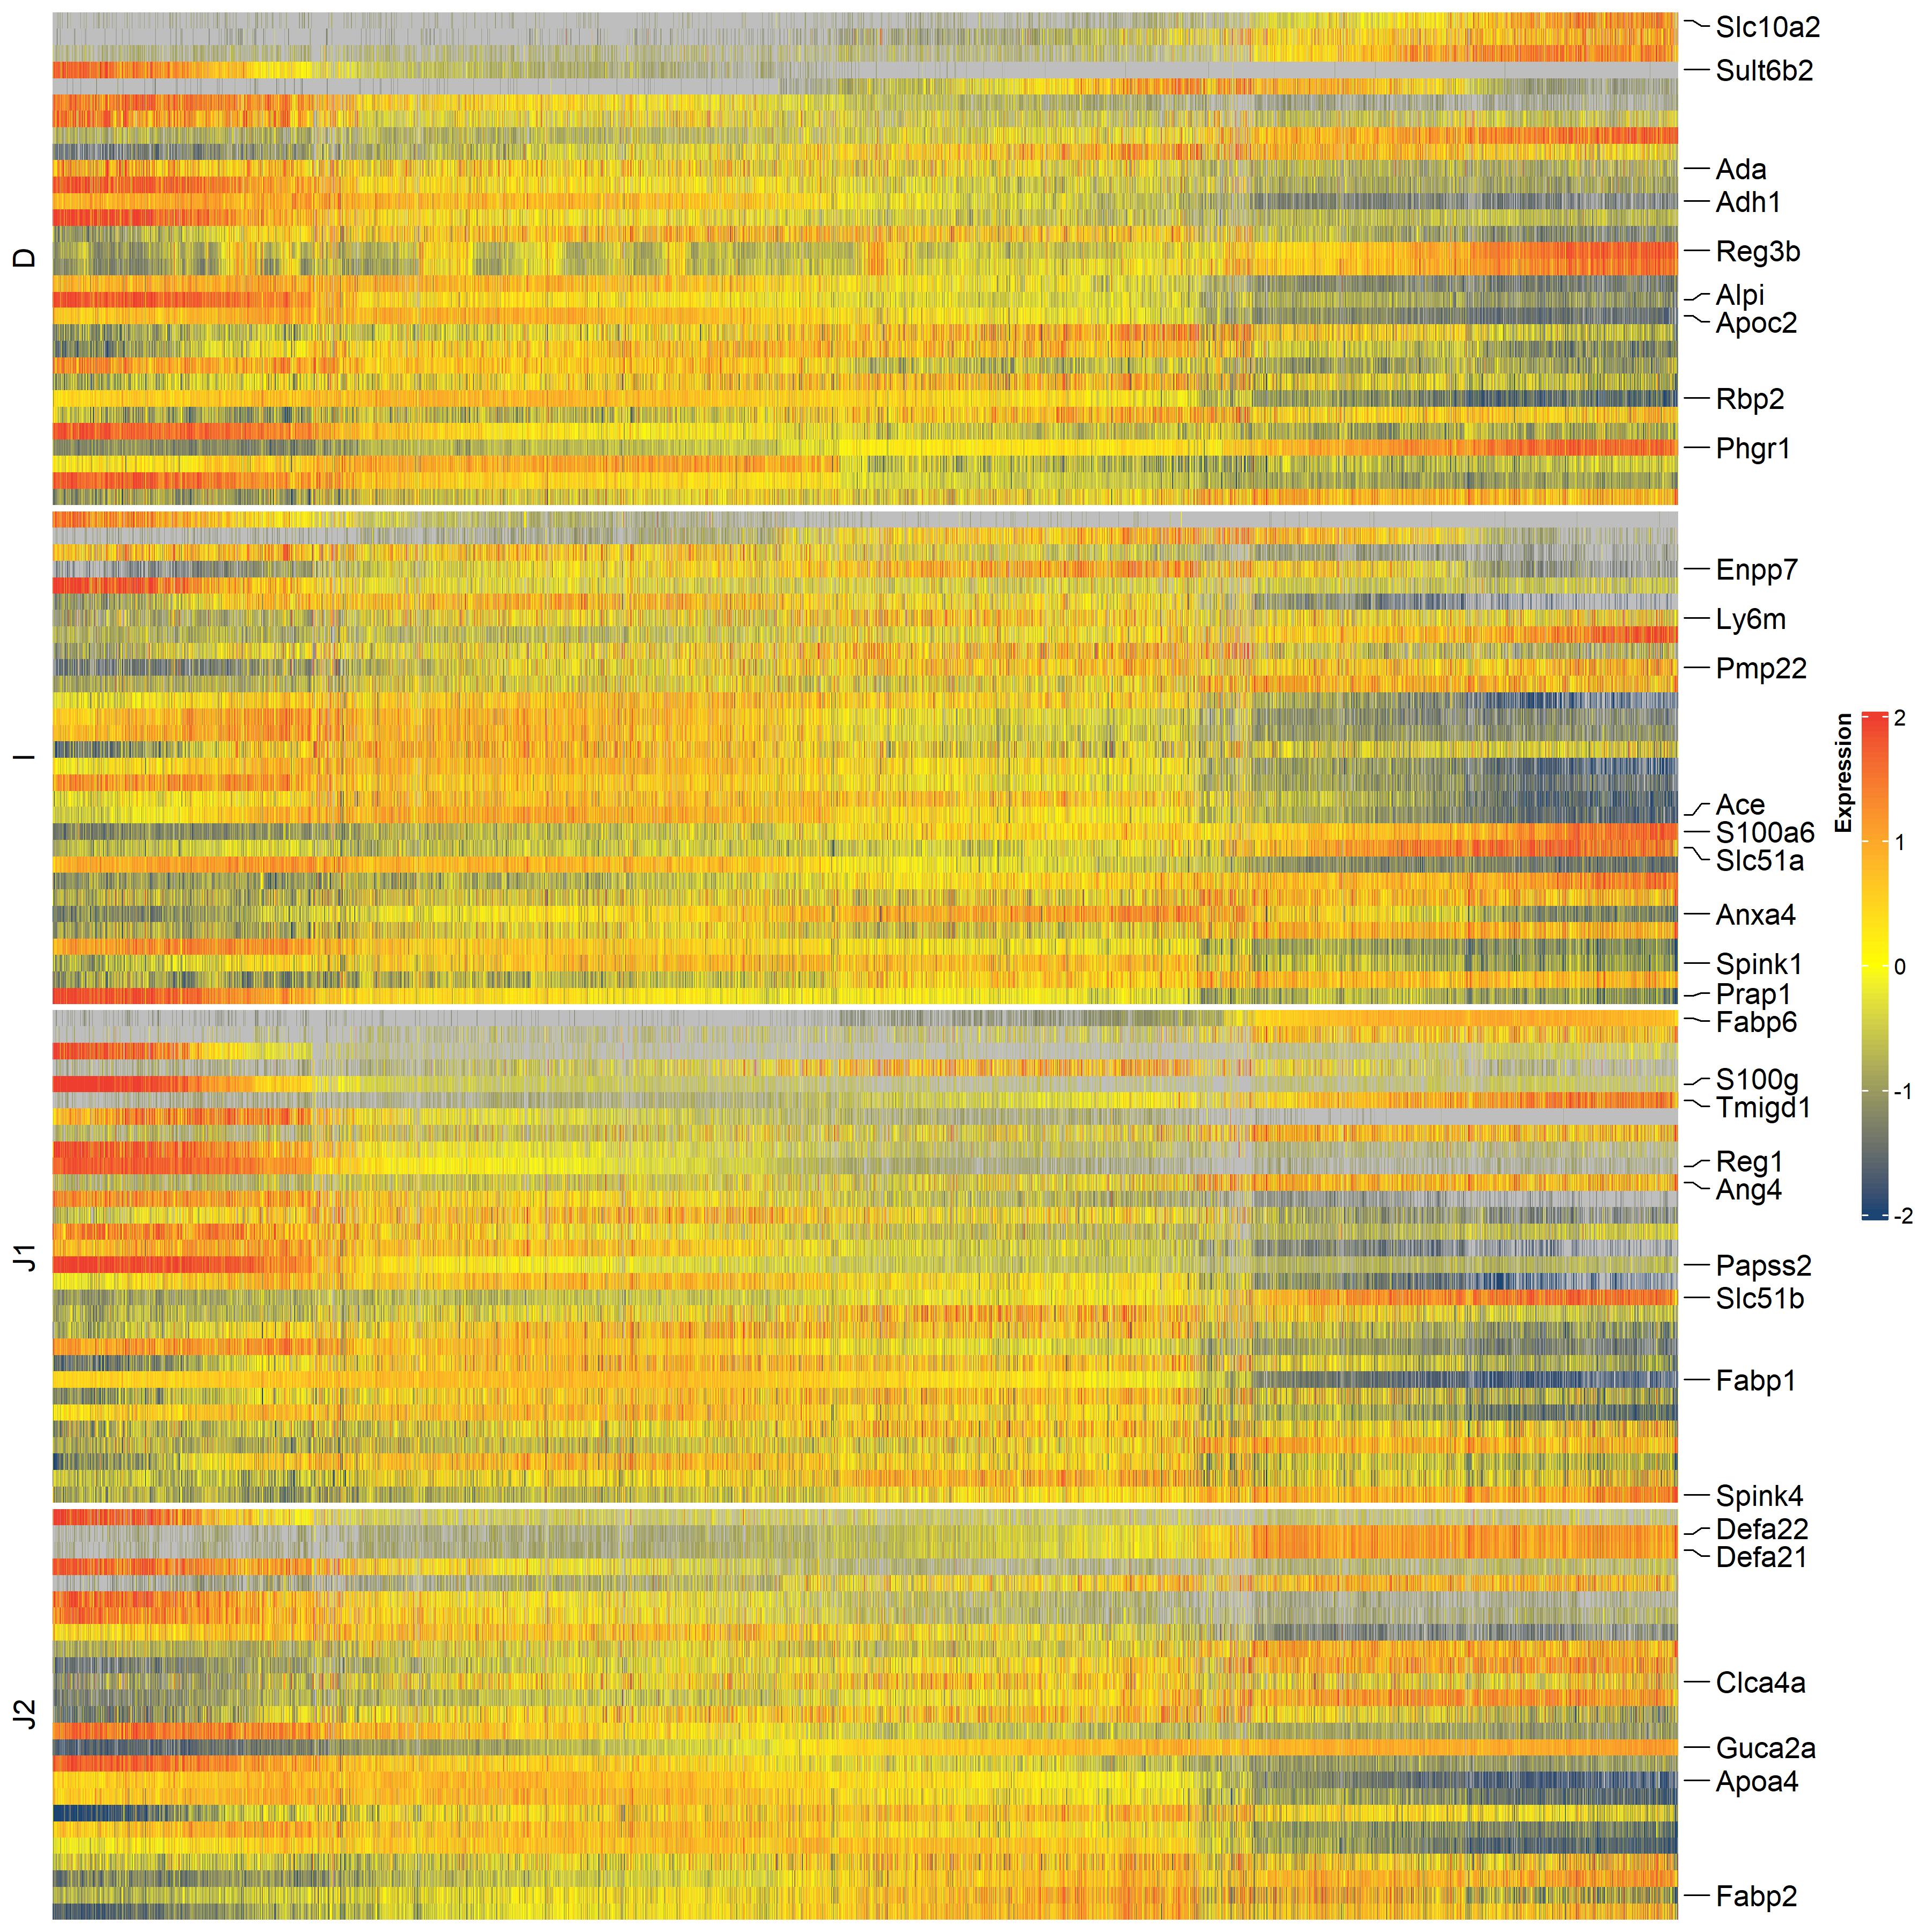 D
Slc10a2
Sult6b2
Ada
Adh1
Reg3b
Alpi
Apoc2
Rbp2
Phgr1
I
Enpp7
Ly6m
Pmp22
Ace
S100a6
Slc51a
Anxa4
Spink1
Prap1
J1
Fabp6
S100g
Tmigd1
Reg1
Ang4
Papss2
Slc51b
Fabp1
Spink4
J2
Defa22
Defa21
Clca4a
Guca2a
Apoa4
Fabp2
Expression
2
1
0
-1
-2